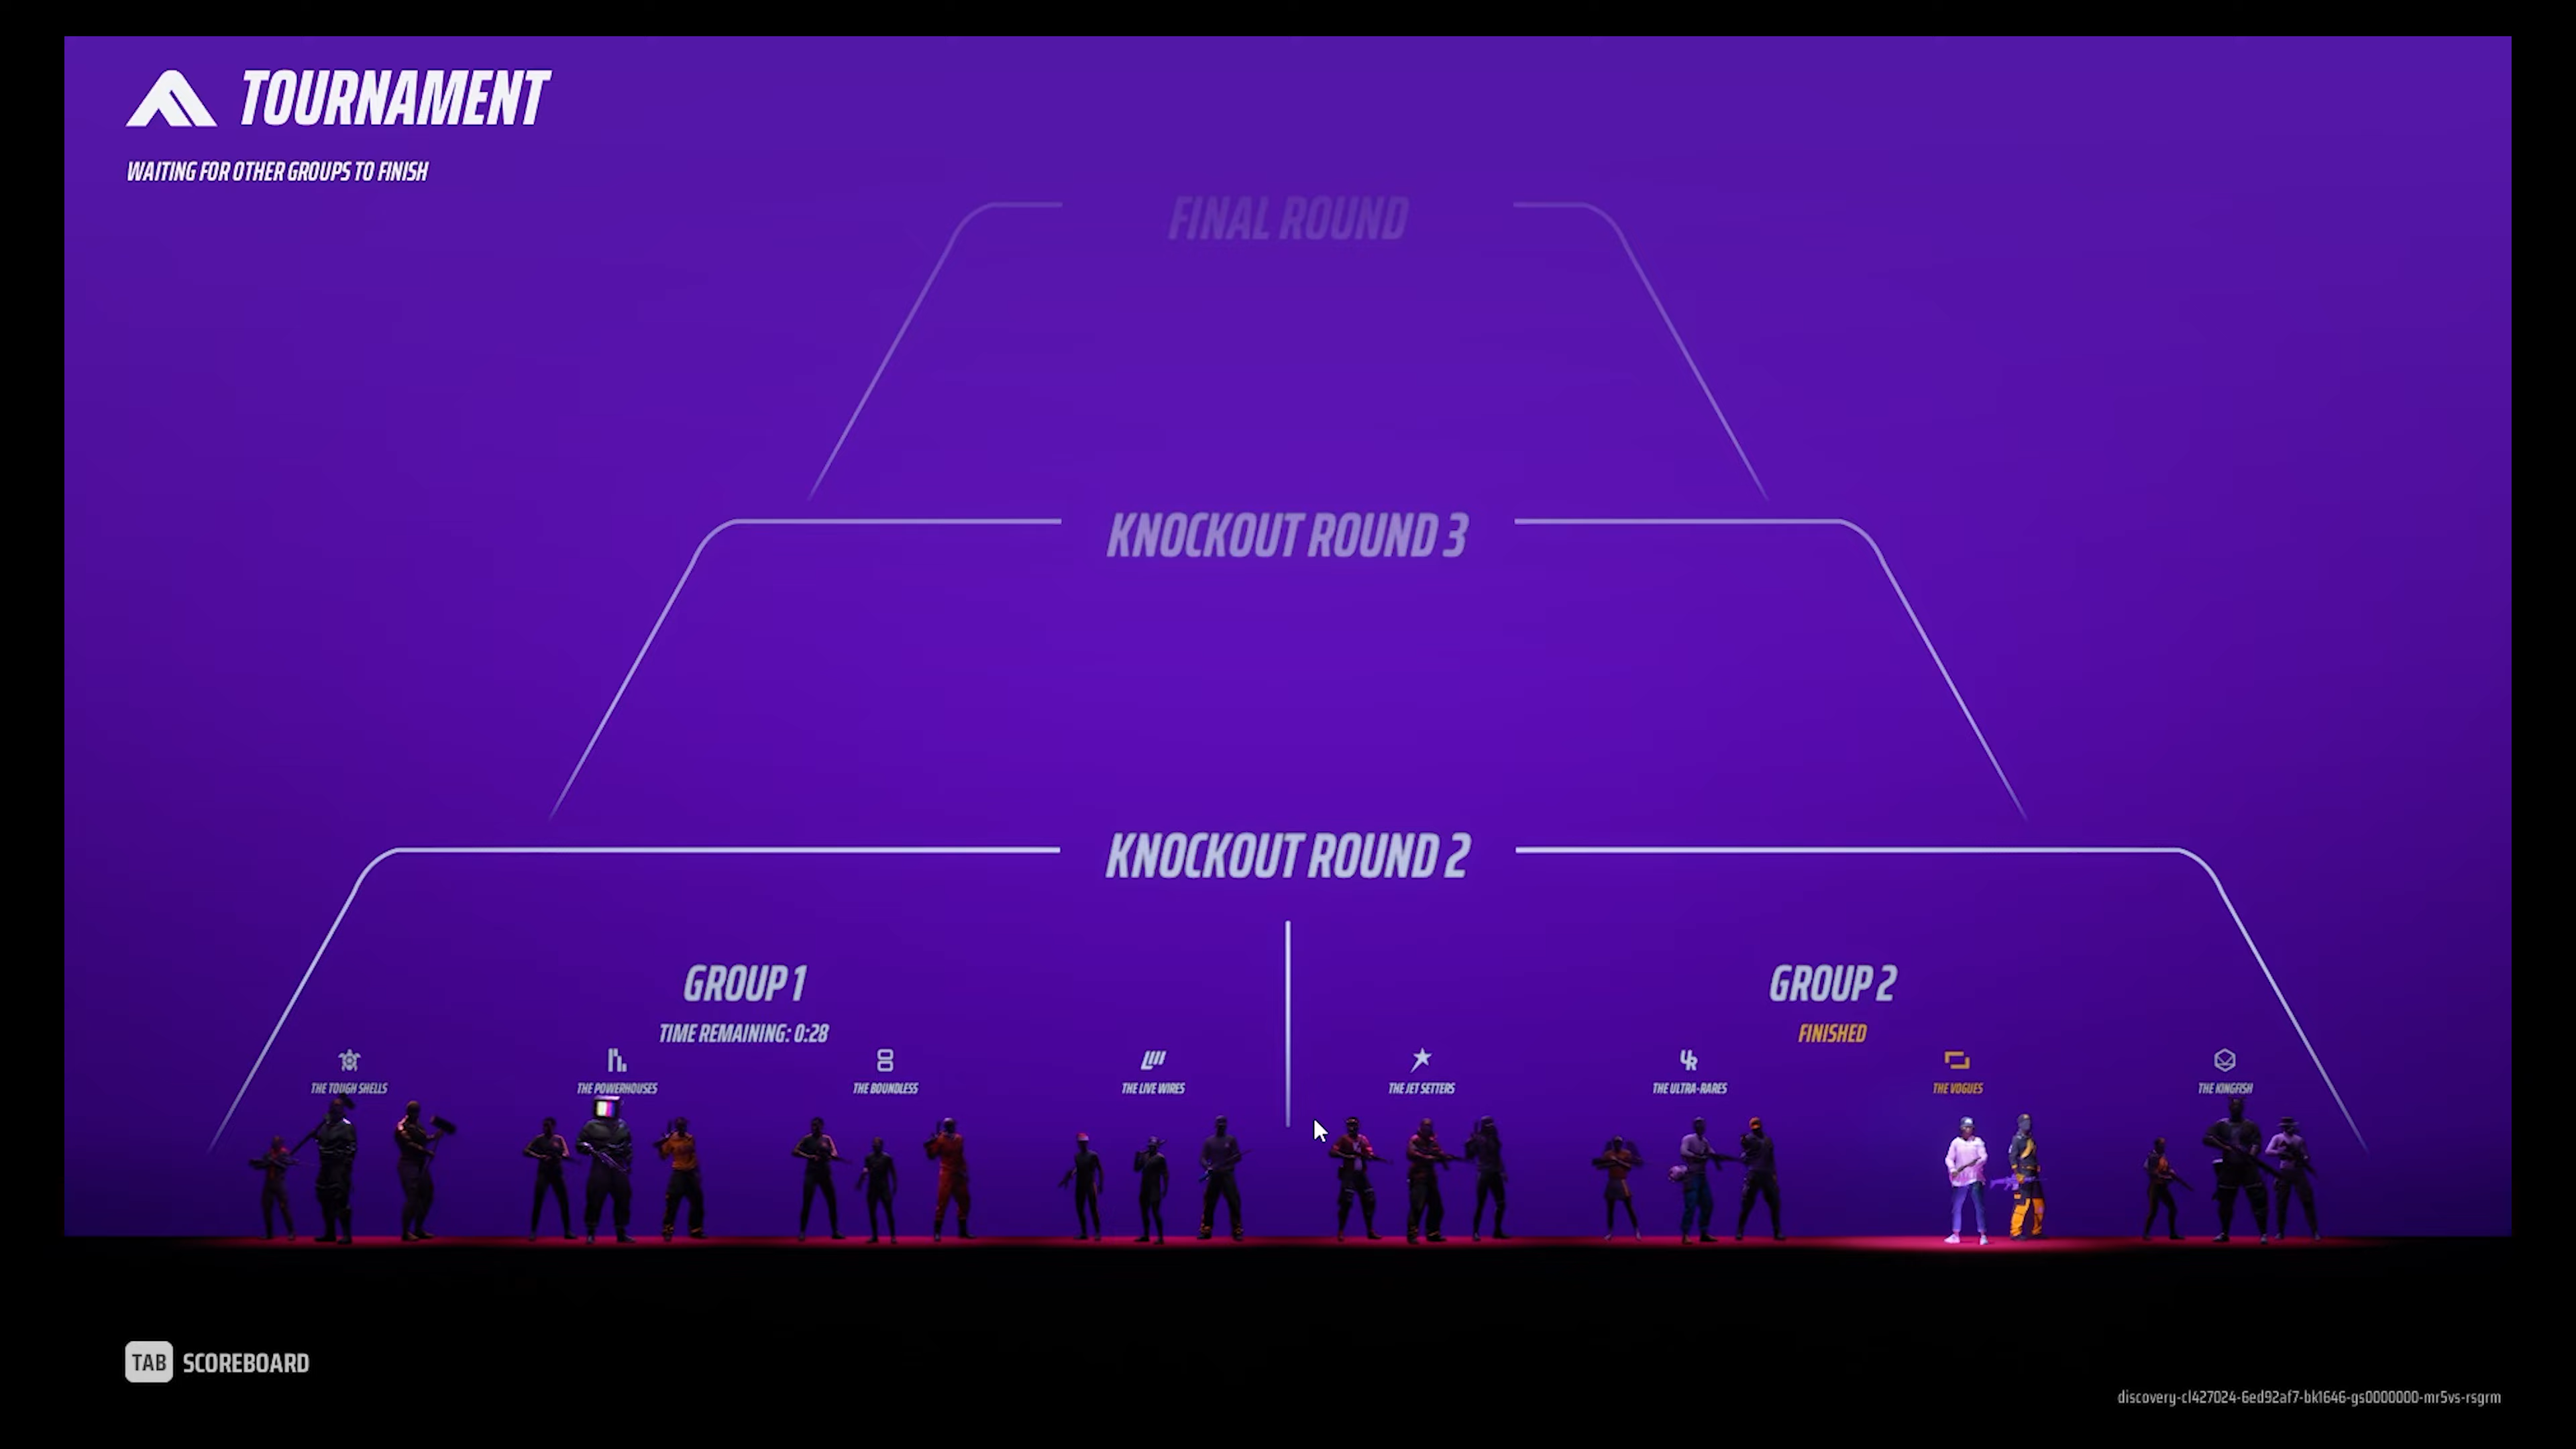 TOURNAMENT
WAITING FOR OTHER GROUPS TO FINISH
FINAL ROUND
KNOCKOUT ROUND 3
KNOCKOUT ROUND 2
GROUP 1
TIME REMAINING: 0:28
THE TOUGH SHELLS
THE POWERHOUSES
THE BOUNDLESS
THE LIVE WIRES
GROUP 2
FINISHED
THE JET SETTERS
UR
THE ULTRA-RARES
THE VOGUES
THE KINGFISH
TAB SCOREBOARD
discovery-cl427024-6ed92af7-bk1646-gs0000000-mr5vs-rsgrm